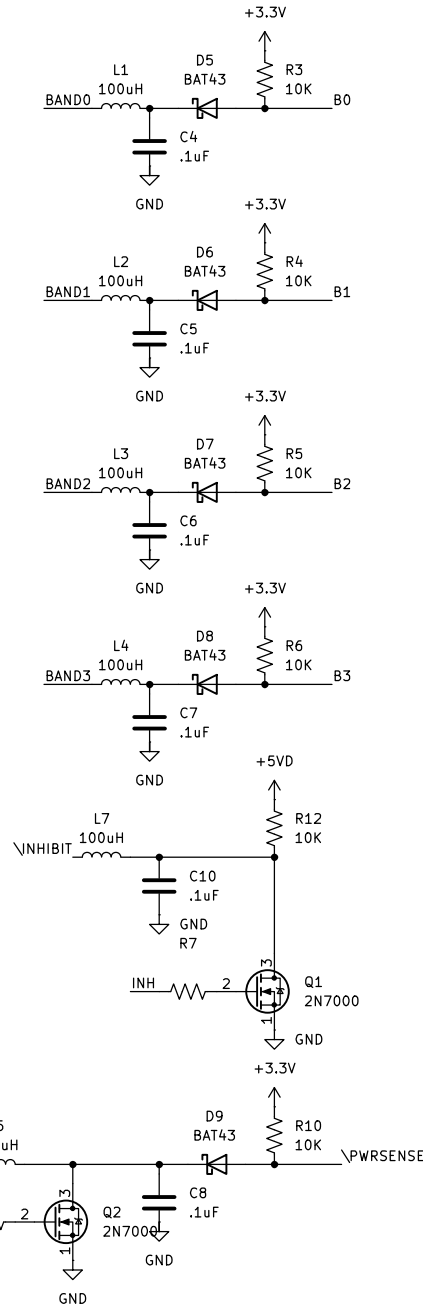 +3.3V
L1
100uH
D5
BAT43
R3
10K
BAND0
B0
C4
.1uF
GND
+3.3V
L2
100uH
D6
BAT43
R4
10K
BAND1
B1
C5
.1uF
GND
+3.3V
L3
100uH
D7
BAT43
R5
10K
BAND2
B2
C6
.1uF
GND
+3.3V
L4
100uH
D8
BAT43
R6
10K
BAND3
B3
C7
.1uF
GND
+5VD
L7
100uH
R12
10K
\INHIBIT
C10
.1uF
GND
R7
INH
2
3
1
Q1
2N7000
GND
+3.3V
D9
BAT43
R10
10K
\PWRSENSE
C8
.1uF
GND
2
3
1
Q2
2N7000
GND